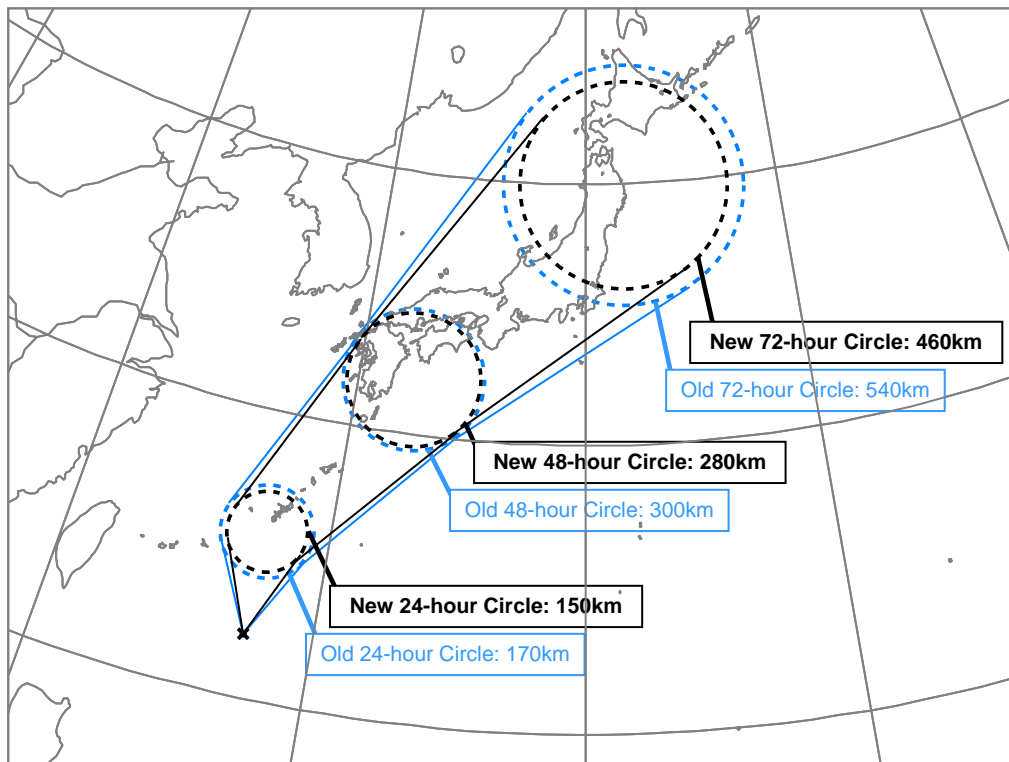 New 72-hour Circle: 460km
Old 72-hour Circle: 540km
New 48-hour Circle: 280km
Old 48-hour Circle: 300km
New 24-hour Circle: 150km
Old 24-hour Circle: 170km